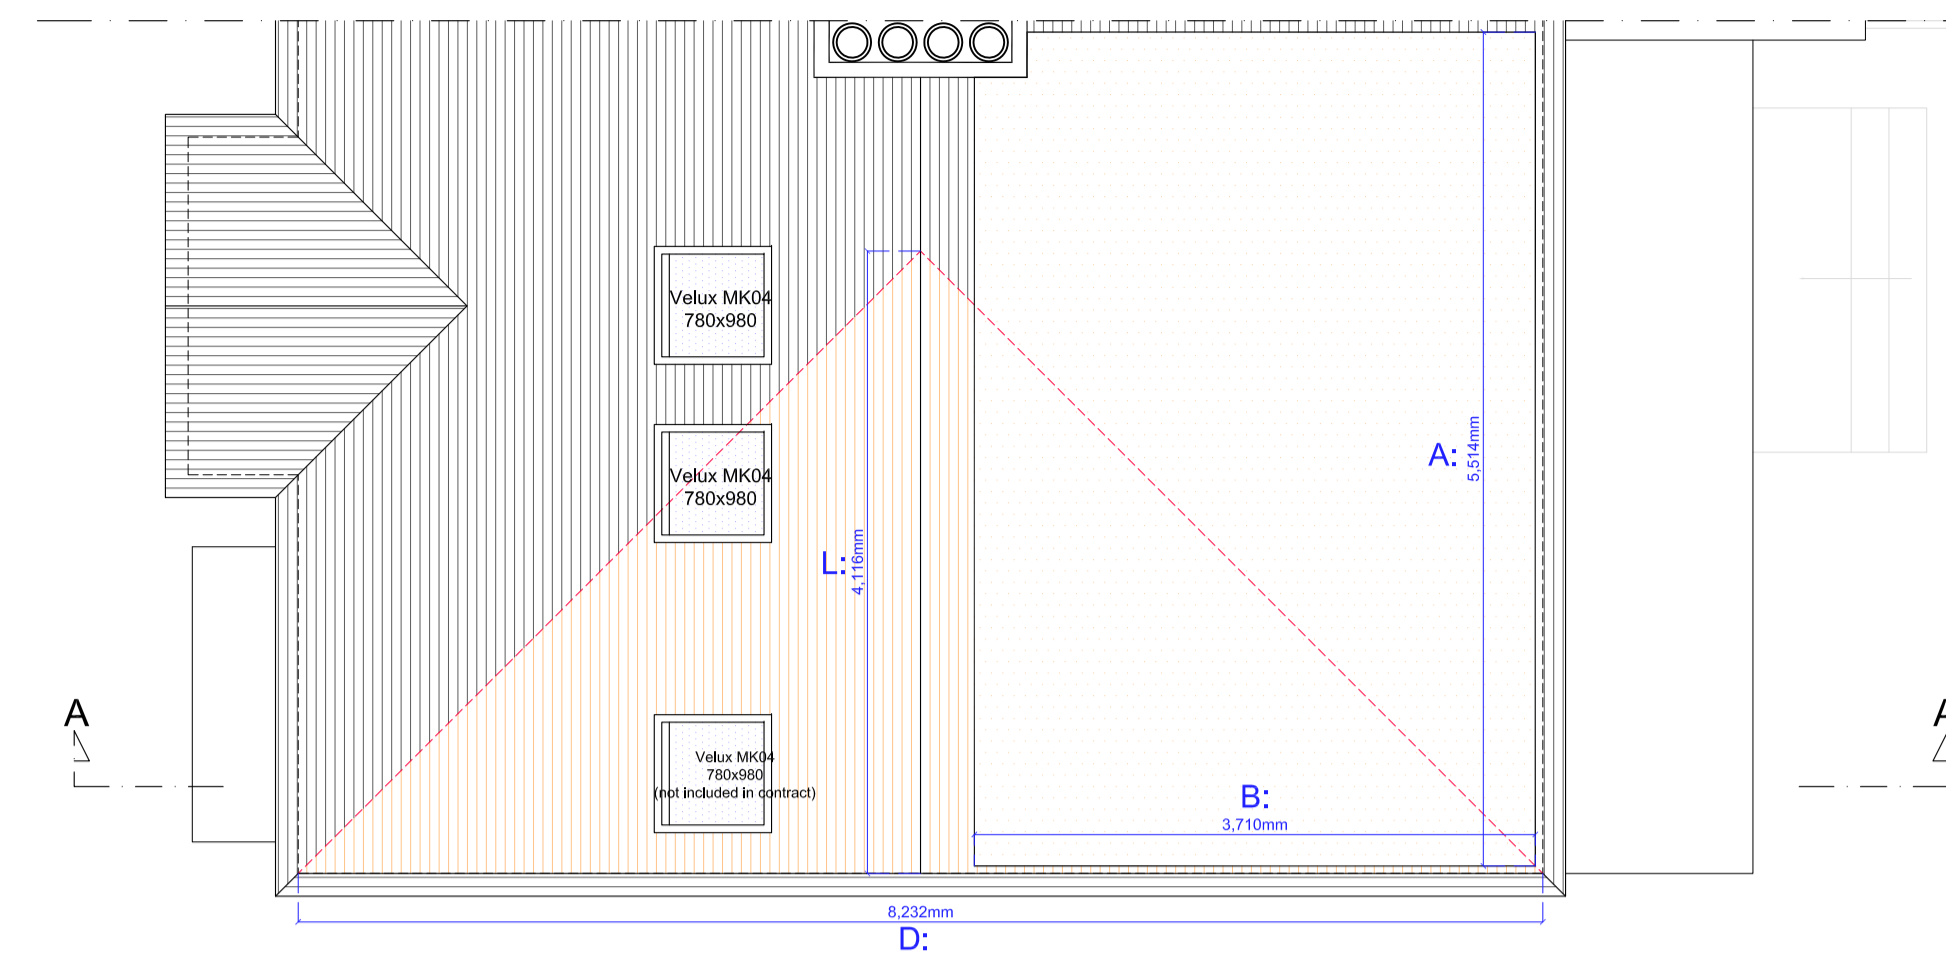 Velux MK04
780x980
A:
5,514mm
Velux MK04
780x980
L:
4,116mm
A
A
Velux MK04
780x980
(not included in contract)
B:
3,710mm
8,232mm
D: